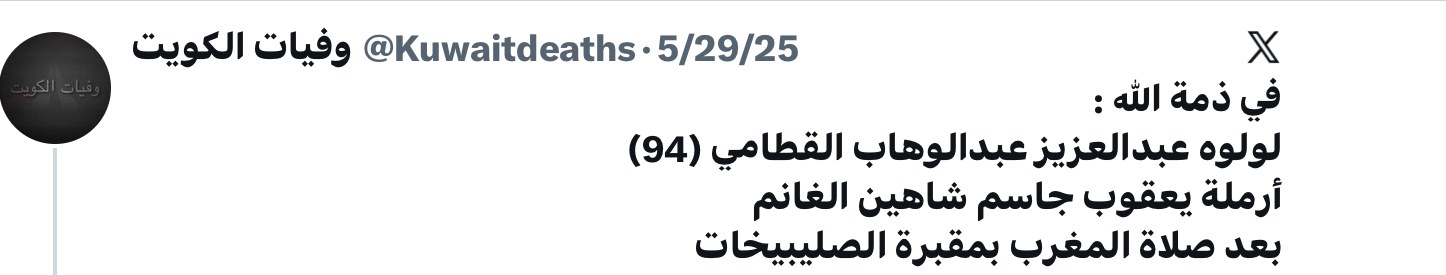 وفيات الكويت @Kuwaitdeaths · 5/29/25
وفيات الكويت
في ذمة الله :
لولوه عبدالعزيز عبدالوهاب القطامي (94)
أرملة يعقوب جاسم شاهين الغانم
بعد صلاة المغرب بمقبرة الصليبيخات